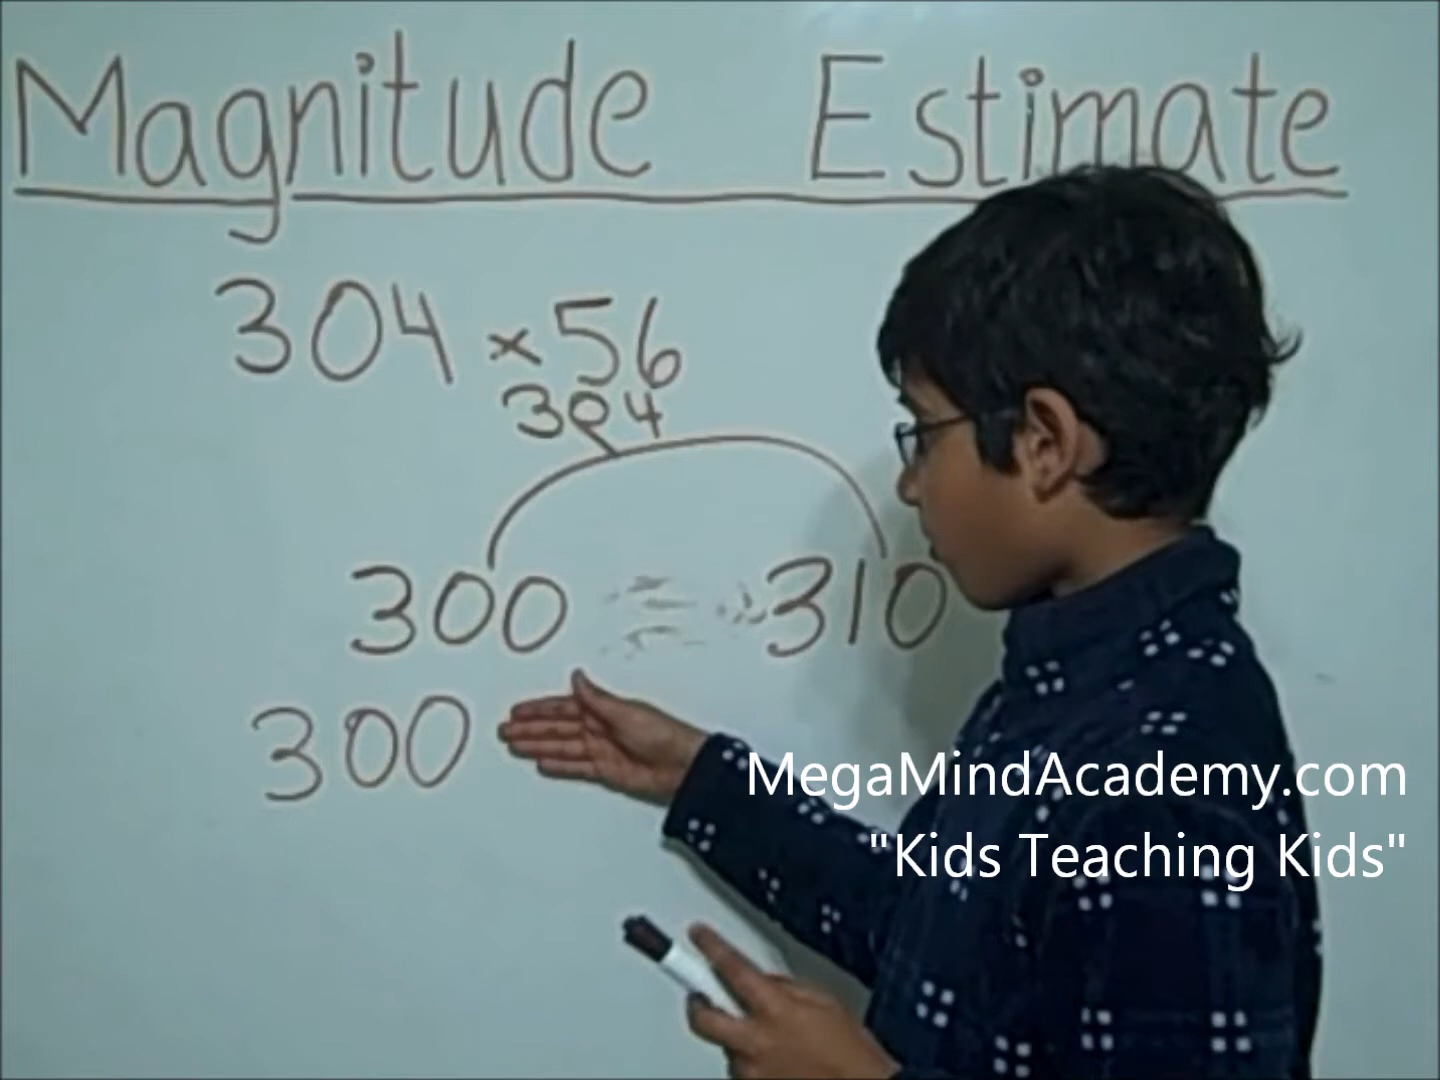 Magnitude Estimate
304 × 56
304
300 310
300
MegaMindAcademy.com
"Kids Teaching Kids"